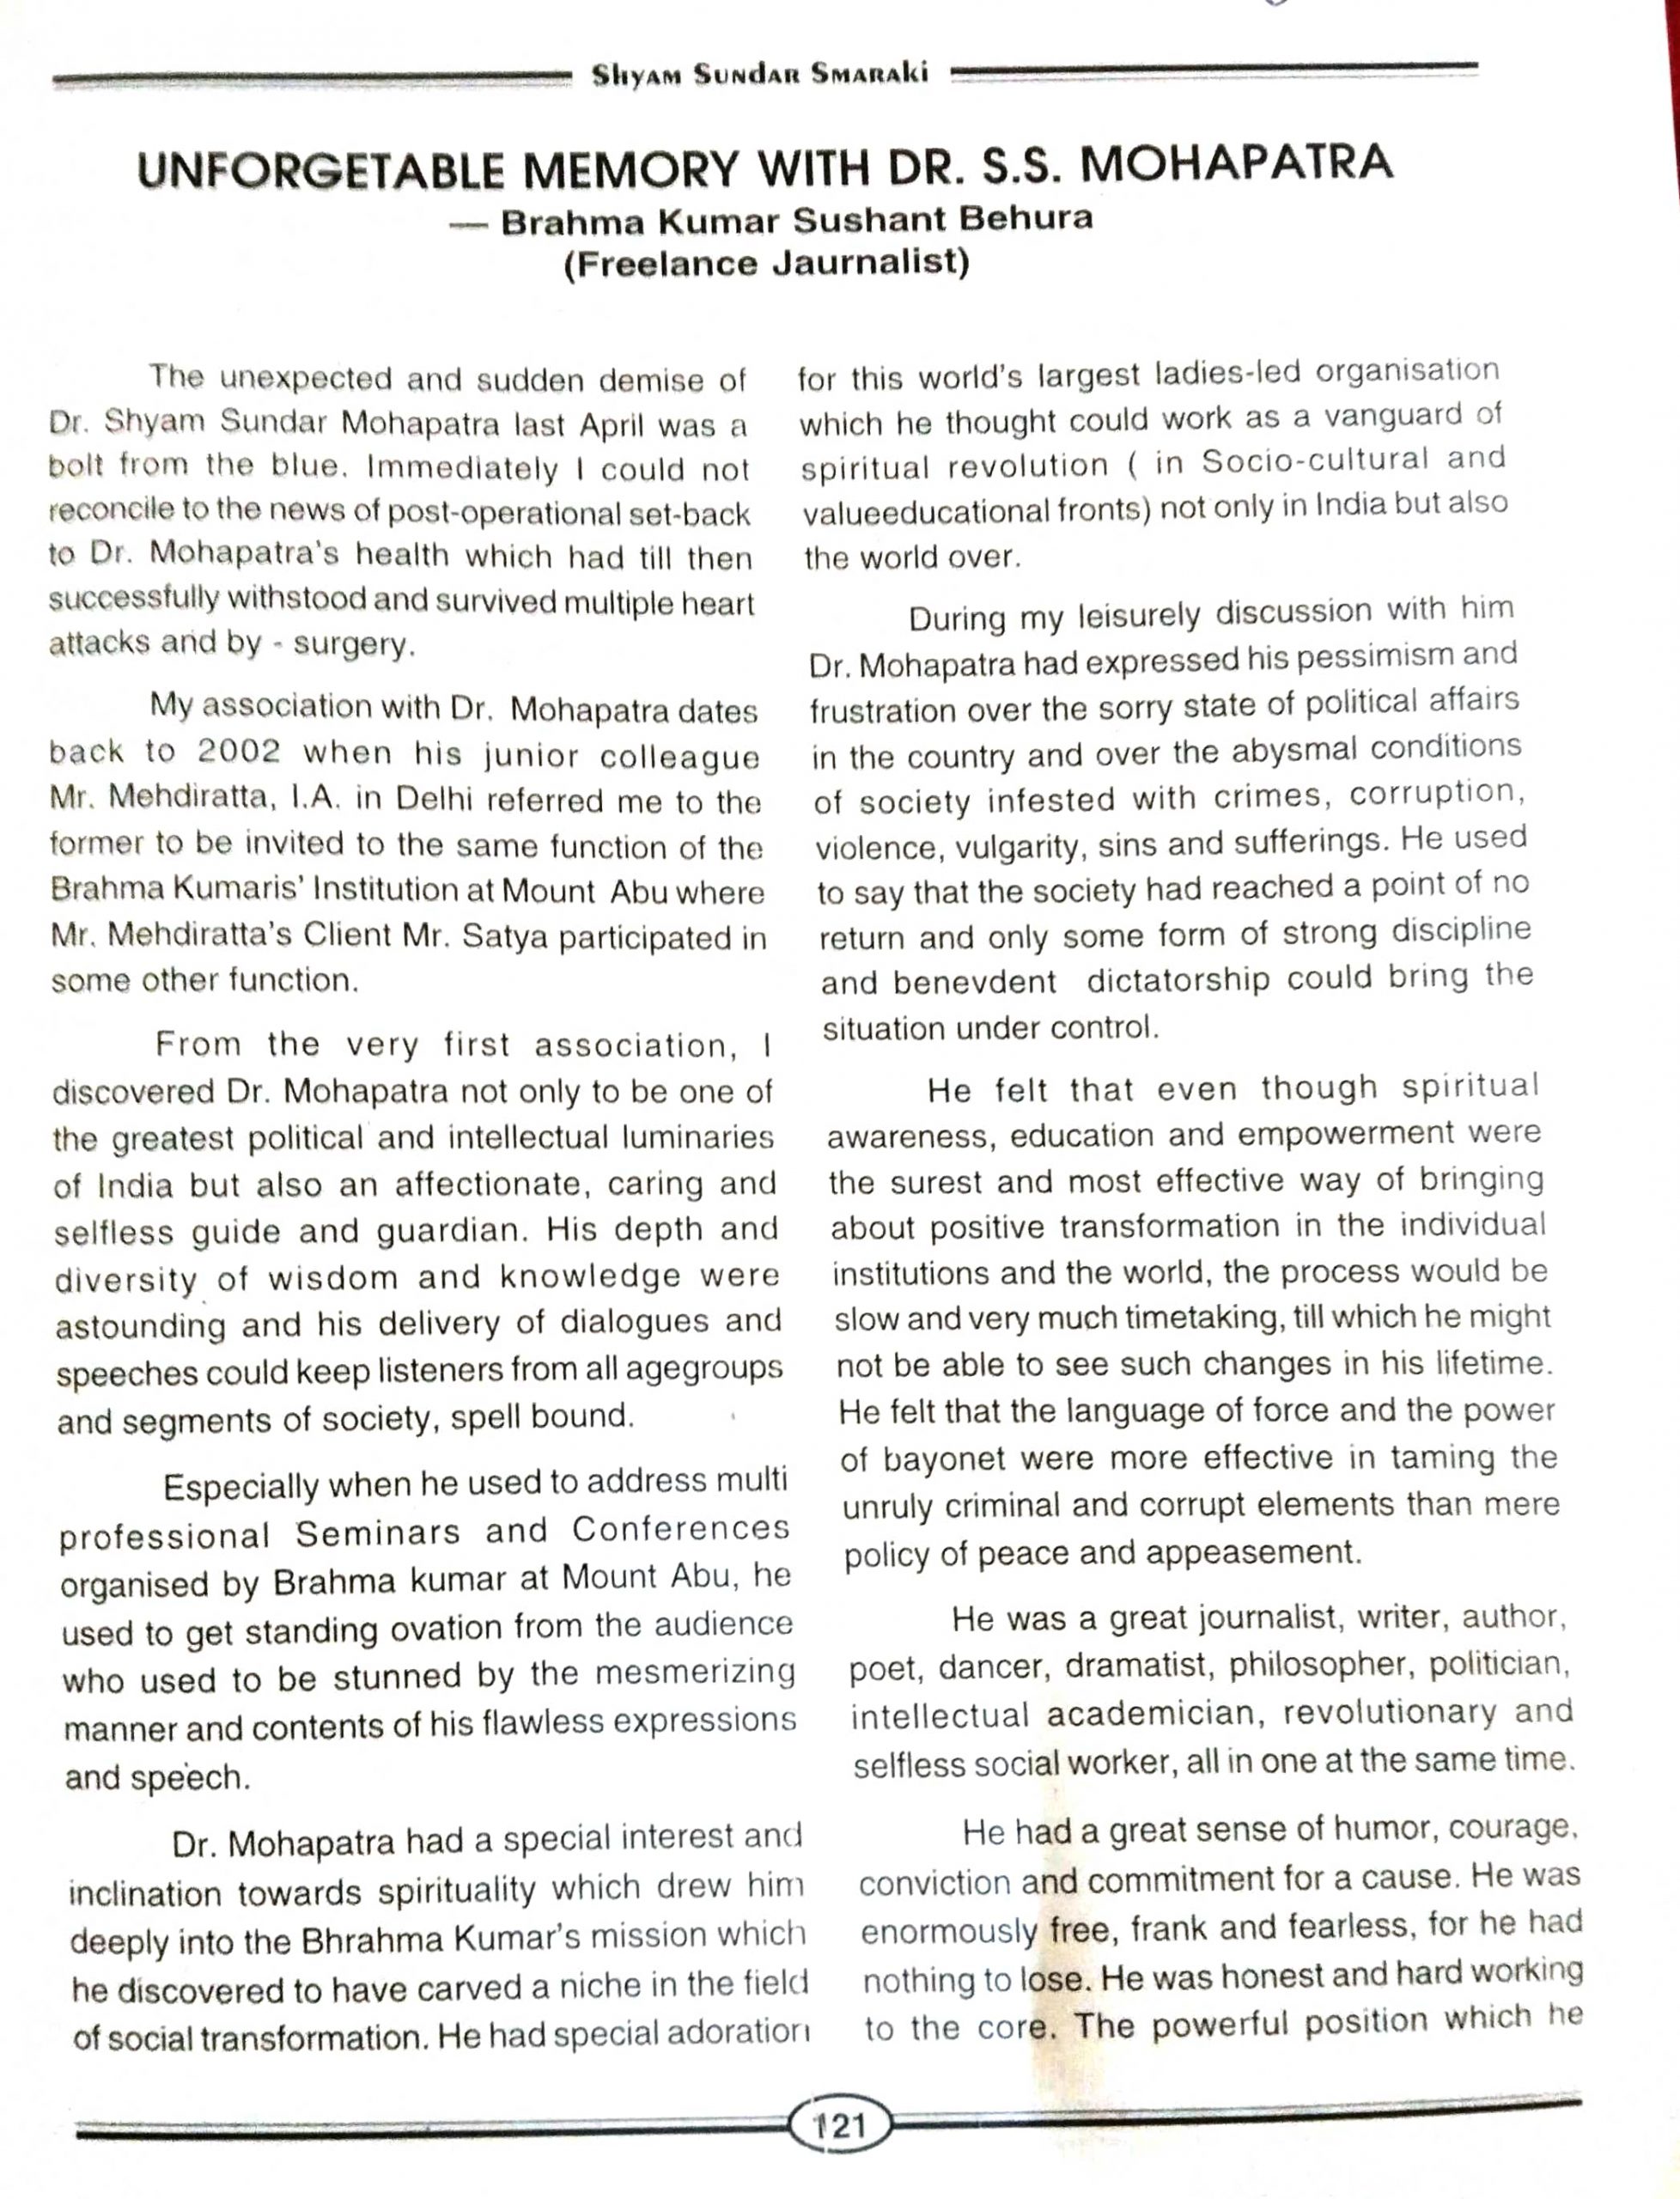 Shyam Sundar Smaraki
UNFORGETABLE MEMORY WITH DR. S.S. MOHAPATRA
— Brahma Kumar Sushant Behura
(Freelance Jaurnalist)
The unexpected and sudden demise of
Dr. Shyam Sundar Mohapatra last April was a
bolt from the blue. Immediately I could not
reconcile to the news of post-operational set-back
to Dr. Mohapatra's health which had till then
successfully withstood and survived multiple heart
attacks and by - surgery.
My association with Dr. Mohapatra dates
back to 2002 when his junior colleague
Mr. Mehdiratta, I.A. in Delhi referred me to the
former to be invited to the same function of the
Brahma Kumaris' Institution at Mount Abu where
Mr. Mehdiratta's Client Mr. Satya participated in
some other function.
From the very first association, I
discovered Dr. Mohapatra not only to be one of
the greatest political and intellectual luminaries
of India but also an affectionate, caring and
selfless guide and guardian. His depth and
diversity of wisdom and knowledge were
astounding and his delivery of dialogues and
speeches could keep listeners from all agegroups
and segments of society, spell bound.
Especially when he used to address multi
professional Seminars and Conferences
organised by Brahma kumar at Mount Abu, he
used to get standing ovation from the audience
who used to be stunned by the mesmerizing
manner and contents of his flawless expressions
and speech.
Dr. Mohapatra had a special interest and
inclination towards spirituality which drew him
deeply into the Bhrahma Kumar's mission which
he discovered to have carved a niche in the field
of social transformation. He had special adoration
for this world's largest ladies-led organisation
which he thought could work as a vanguard of
spiritual revolution ( in Socio-cultural and
valueeducational fronts) not only in India but also
the world over.
During my leisurely discussion with him
Dr. Mohapatra had expressed his pessimism and
frustration over the sorry state of political affairs
in the country and over the abysmal conditions
of society infested with crimes, corruption,
violence, vulgarity, sins and sufferings. He used
to say that the society had reached a point of no
return and only some form of strong discipline
and benevdent dictatorship could bring the
situation under control.
He felt that even though spiritual
awareness, education and empowerment were
the surest and most effective way of bringing
about positive transformation in the individual
institutions and the world, the process would be
slow and very much timetaking, till which he might
not be able to see such changes in his lifetime.
He felt that the language of force and the power
of bayonet were more effective in taming the
unruly criminal and corrupt elements than mere
policy of peace and appeasement.
He was a great journalist, writer, author,
poet, dancer, dramatist, philosopher, politician,
intellectual academician, revolutionary and
selfless social worker, all in one at the same time.
He had a great sense of humor, courage,
conviction and commitment for a cause. He was
enormously free, frank and fearless, for he had
nothing to lose. He was honest and hard working
to the core. The powerful position which he
121